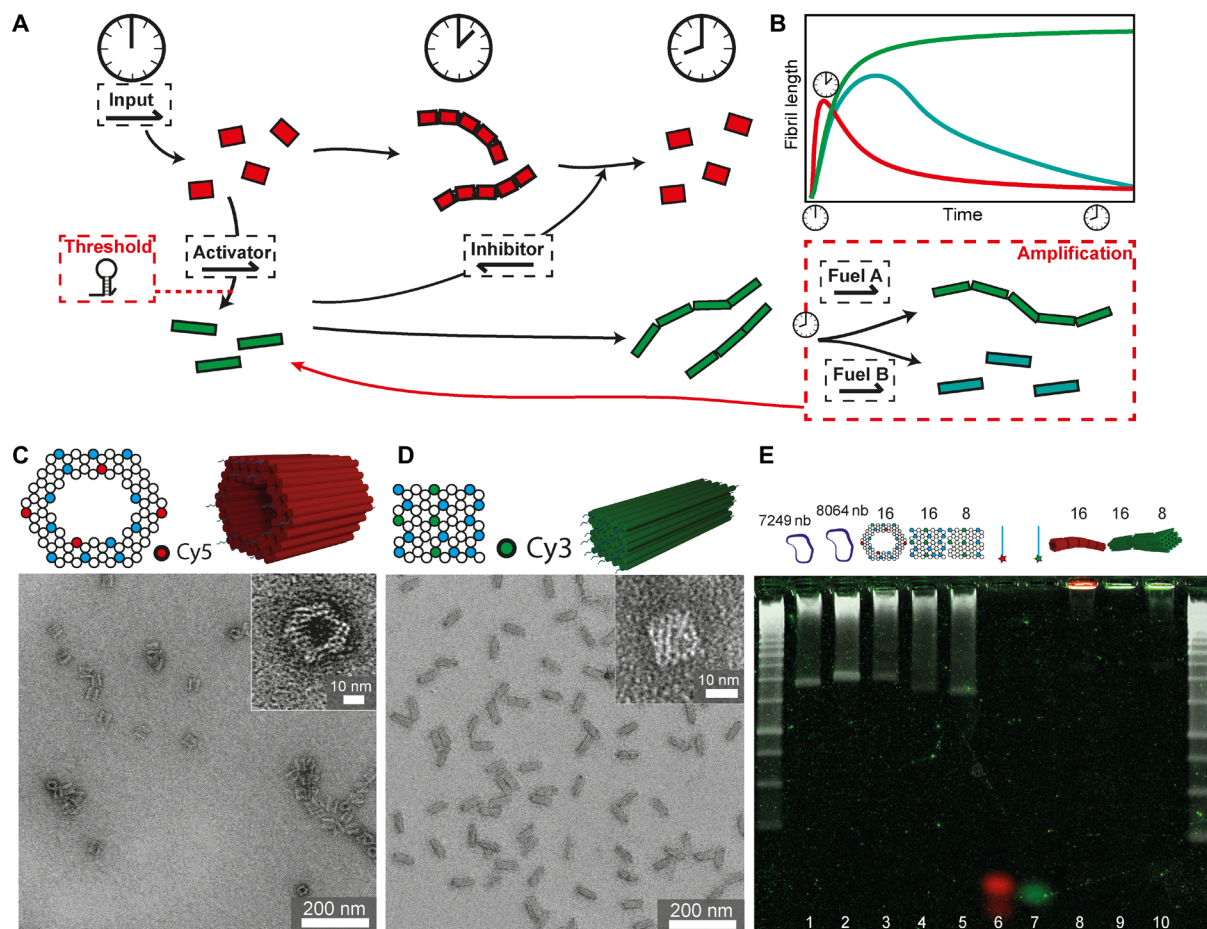 A
B
Input
Fibril length
Time
Threshold
Activator
Inhibitor
Amplification
Fuel A
Fuel B
C
D
E
Cy5
Cy3
7249 nb
8064 nb
16
16
8
16
16
8
10 nm
10 nm
200 nm
200 nm
1
2
3
4
5
6
7
8
9
10